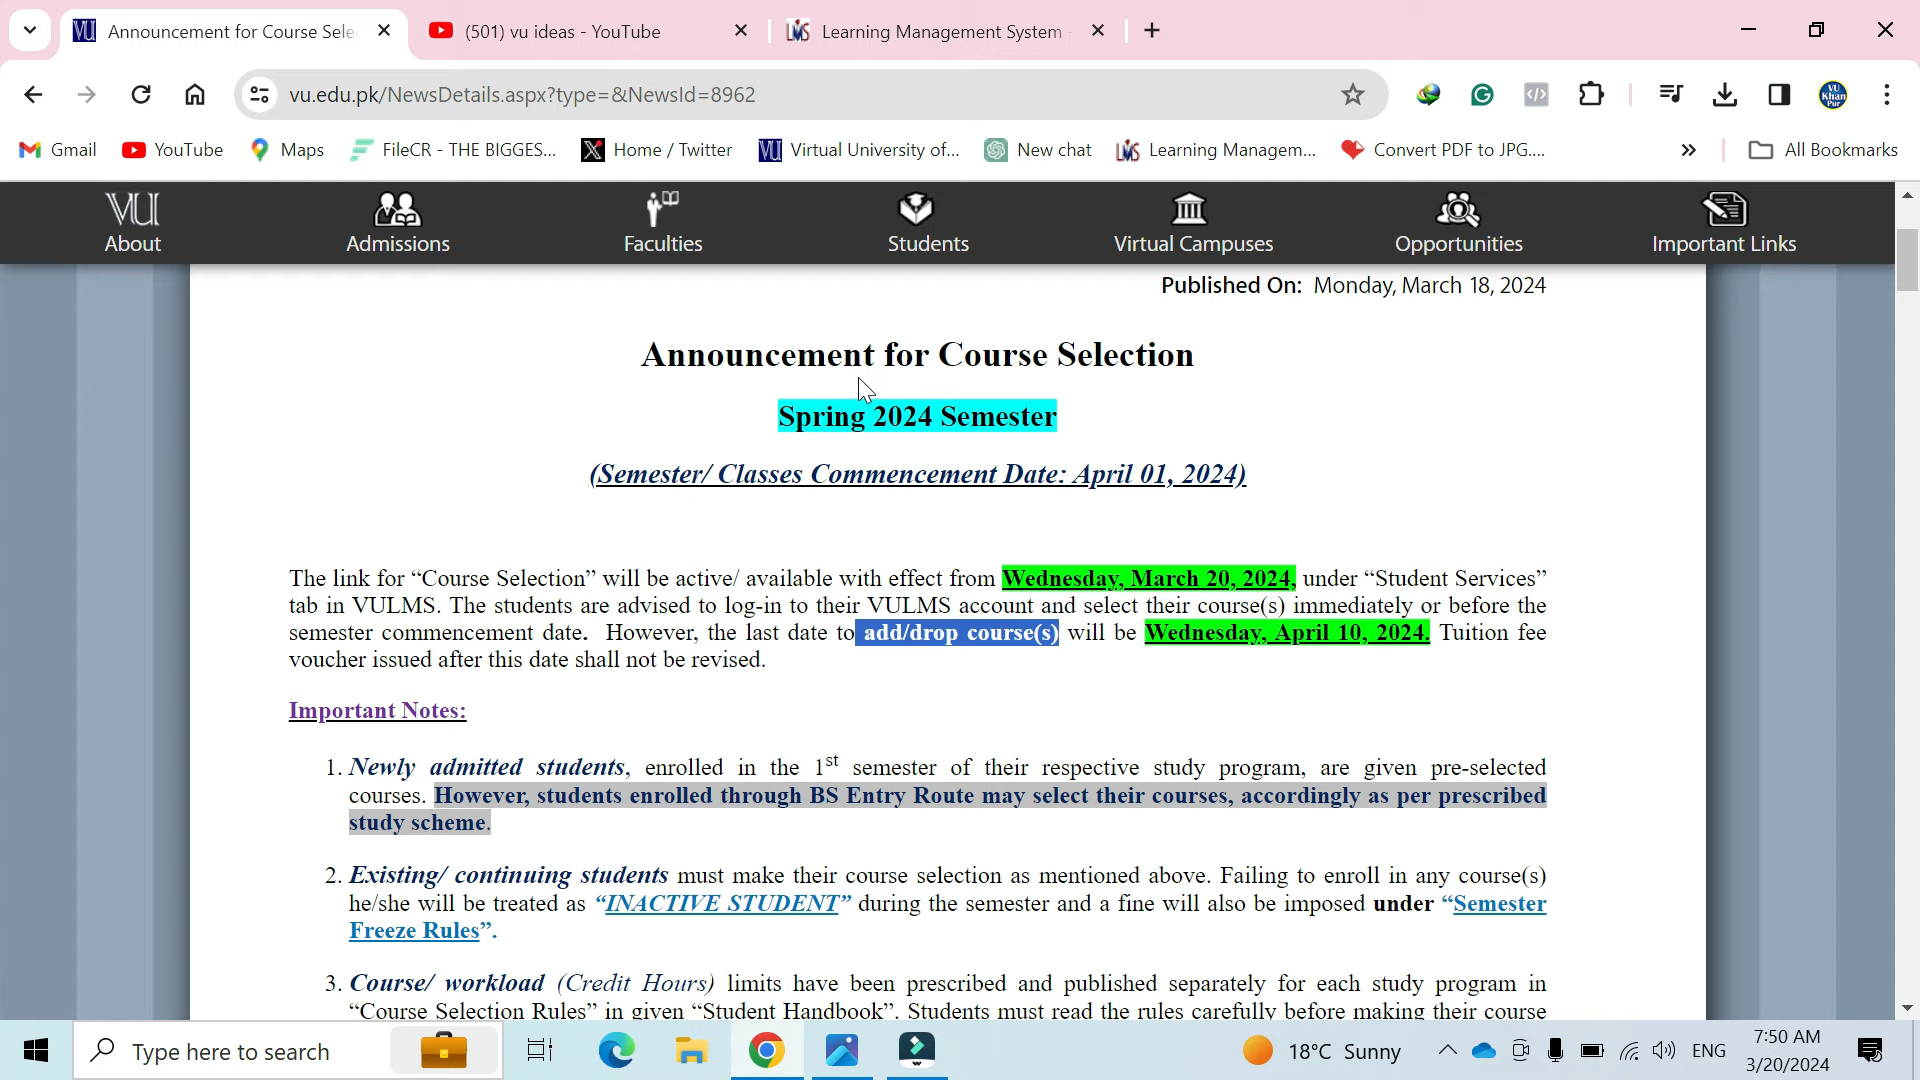 Announcement for Course Sele
(501) vu ideas - YouTube
Learning Management System
vu.edu.pk/NewsDetails.aspx?type=&NewsId=8962
VU Khan Pur
Gmail
YouTube
Maps
FileCR - THE BIGGES...
Home / Twitter
Virtual University of...
New chat
Learning Managem...
Convert PDF to JPG....
»
All Bookmarks
VU
About
Admissions
Faculties
Students
Virtual Campuses
Opportunities
Important Links
Published On: Monday, March 18, 2024
Announcement for Course Selection
Spring 2024 Semester
(Semester/ Classes Commencement Date: April 01, 2024)
The link for “Course Selection” will be active/ available with effect from Wednesday, March 20, 2024, under “Student Services”
tab in VULMS. The students are advised to log-in to their VULMS account and select their course(s) immediately or before the
semester commencement date. However, the last date to add/drop course(s) will be Wednesday, April 10, 2024. Tuition fee
voucher issued after this date shall not be revised.
Important Notes:
1. Newly admitted students, enrolled in the 1st semester of their respective study program, are given pre-selected
courses. However, students enrolled through BS Entry Route may select their courses, accordingly as per prescribed
study scheme.
2. Existing/ continuing students must make their course selection as mentioned above. Failing to enroll in any course(s)
he/she will be treated as “INACTIVE STUDENT” during the semester and a fine will also be imposed under “Semester
Freeze Rules”.
3. Course/ workload (Credit Hours) limits have been prescribed and published separately for each study program in
“Course Selection Rules” in given “Student Handbook”. Students must read the rules carefully before making their course
Type here to search
18°C Sunny
ENG
7:50 AM
3/20/2024